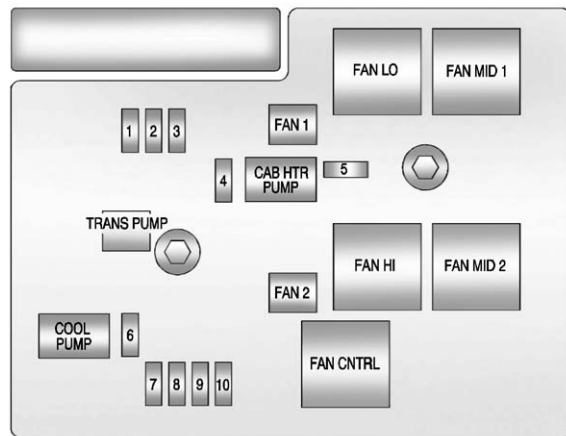 FAN LO
FAN MID 1
FAN 1
1
2
3
4
CAB HTR
PUMP
5
TRANS PUMP
FAN HI
FAN MID 2
FAN 2
COOL
PUMP
6
FAN CNTRL
7
8
9
10